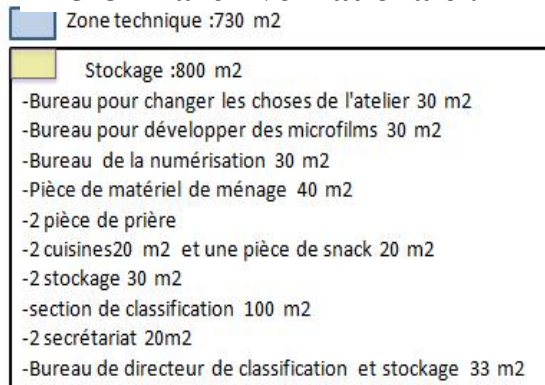 Zone technique :730 m2
Stockage :800 m2
-Bureau pour changer les choses de l'atelier 30 m2
-Bureau pour développer des microfilms 30 m2
-Bureau de la numérisation 30 m2
-Pièce de matériel de ménage 40 m2
-2 pièce de prière
-2 cuisines20 m2 et une pièce de snack 20 m2
-2 stockage 30 m2
-section de classification 100 m2
-2 secrétariat 20m2
-Bureau de directeur de classification et stockage 33 m2